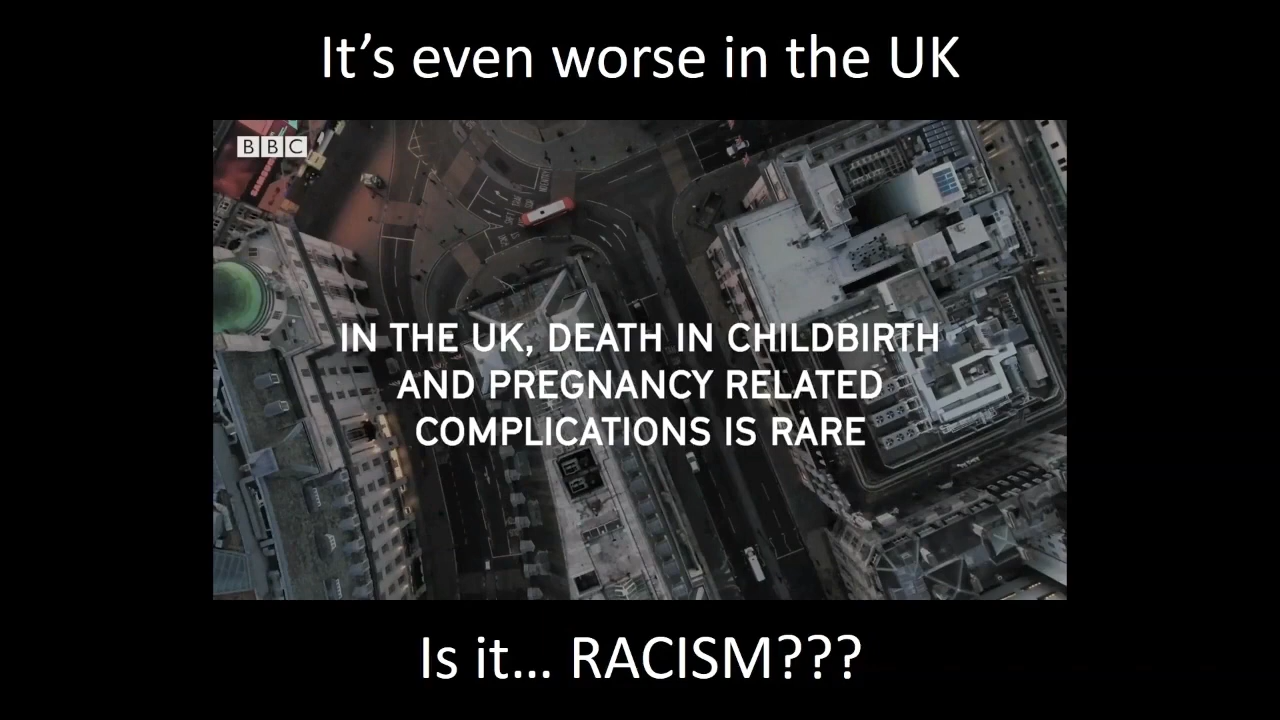 It’s even worse in the UK
BBC
IN THE UK, DEATH IN CHILDBIRTH
AND PREGNANCY RELATED
COMPLICATIONS IS RARE
Is it... RACISM???